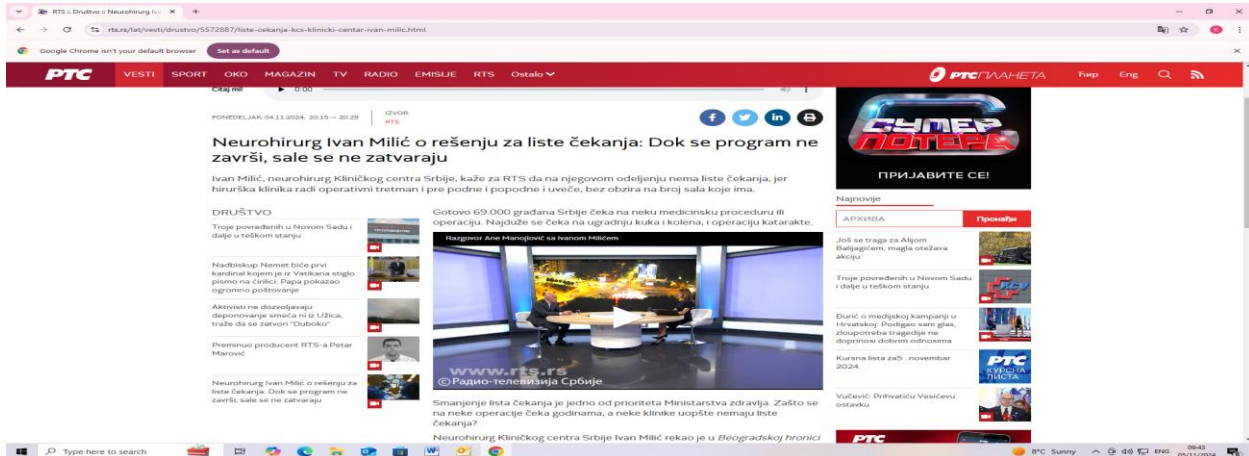 RTS :: Društvo :: Neurohirurg Iv
rts.rs/lat/vesti/drustvo/5572887/liste-cekanja-kcs-klinicki-centar-ivan-milic.html
Google Chrome isn't your default browser
Set as default
РТС VESTI SPORT OKO MAGAZIN TV RADIO EMISIJE RTS Ostalo
РТС ПЛАНЕТА Ћир Eng
Čitaj mi! 0:00
PONEDELJAK, 04.11.2024, 20:15 -> 20:29
IZVOR
RTS
Neurohirurg Ivan Milić o rešenju za liste čekanja: Dok se program ne
završi, sale se ne zatvaraju
Ivan Milić, neurohirurg Kliničkog centra Srbije, kaže za RTS da na njegovom odeljenju nema liste čekanja, jer
hirurška klinika radi operativni tretman i pre podne i popodne i uveče, bez obzira na broj sala koje ima.
DRUŠTVO
Troje povređenih u Novom Sadu i
dalje u teškom stanju
Nadbiskup Nemet biće prvi
kardinal kojem je iz Vatikana stiglo
pismo na ćirilici: Papa pokazao
ogromno poštovanje
Aktivisti ne dozvoljavaju
deponovanje smeća ni iz Užica,
traže da se zatvori "Duboko"
Preminuo producent RTS-a Petar
Marović
Neurohirurg Ivan Milić o rešenju za
liste čekanja: Dok se program ne
završi, sale se ne zatvaraju
Gotovo 69.000 građana Srbije čeka na neku medicinsku proceduru ili
operaciju. Najduže se čeka na ugradnju kuka i kolena, i operaciju katarakte.
Razgovor Ane Manojlović sa Ivanom Milićem
www.rts.rs
© Радио-телевизија Србије
Smanjenje lista čekanja je jedno od prioriteta Ministarstva zdravlja. Zašto se
na neke operacije čeka godinama, a neke klinike uopšte nemaju liste
čekanja?
Neurohirurg Kliničkog centra Srbije Ivan Milić rekao je u Beogradskoj hronici
СУПЕР
ПОТЕРА
ПРИЈАВИТЕ СЕ!
Najnovije
АРХИВА Пронађи
Još se traga za Alijom
Balijagićem, magla otežava
akciju
Troje povređenih u Novom Sadu
i dalje u teškom stanju
Đurić o medijskoj kampanji u
Hrvatskoj: Podigao sam glas,
zloupotreba tragedije ne
doprinosi dobrim odnosima
Kursna lista za5 . novembar
2024.
РТС
КУРСНА
ЛИСТА
Vučević: Prihvatiću Vesićevu
ostavku
РТС
Type here to search
8°C Sunny ENG
09:43
05/11/2024